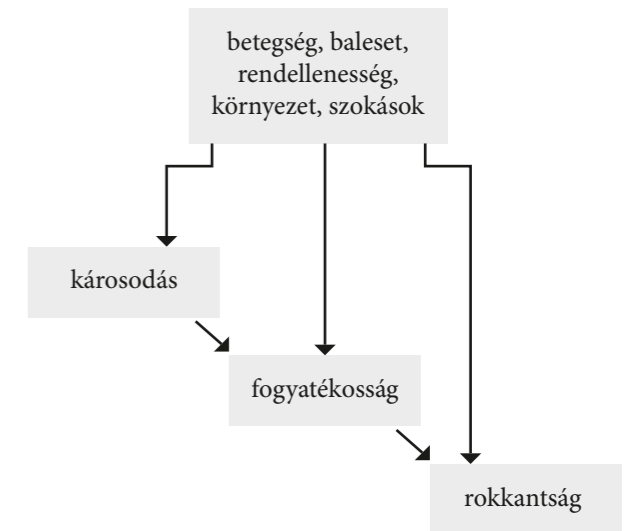 betegség, baleset,
rendellenesség,
környezet, szokások
károsodás
fogyatékosság
rokkantság